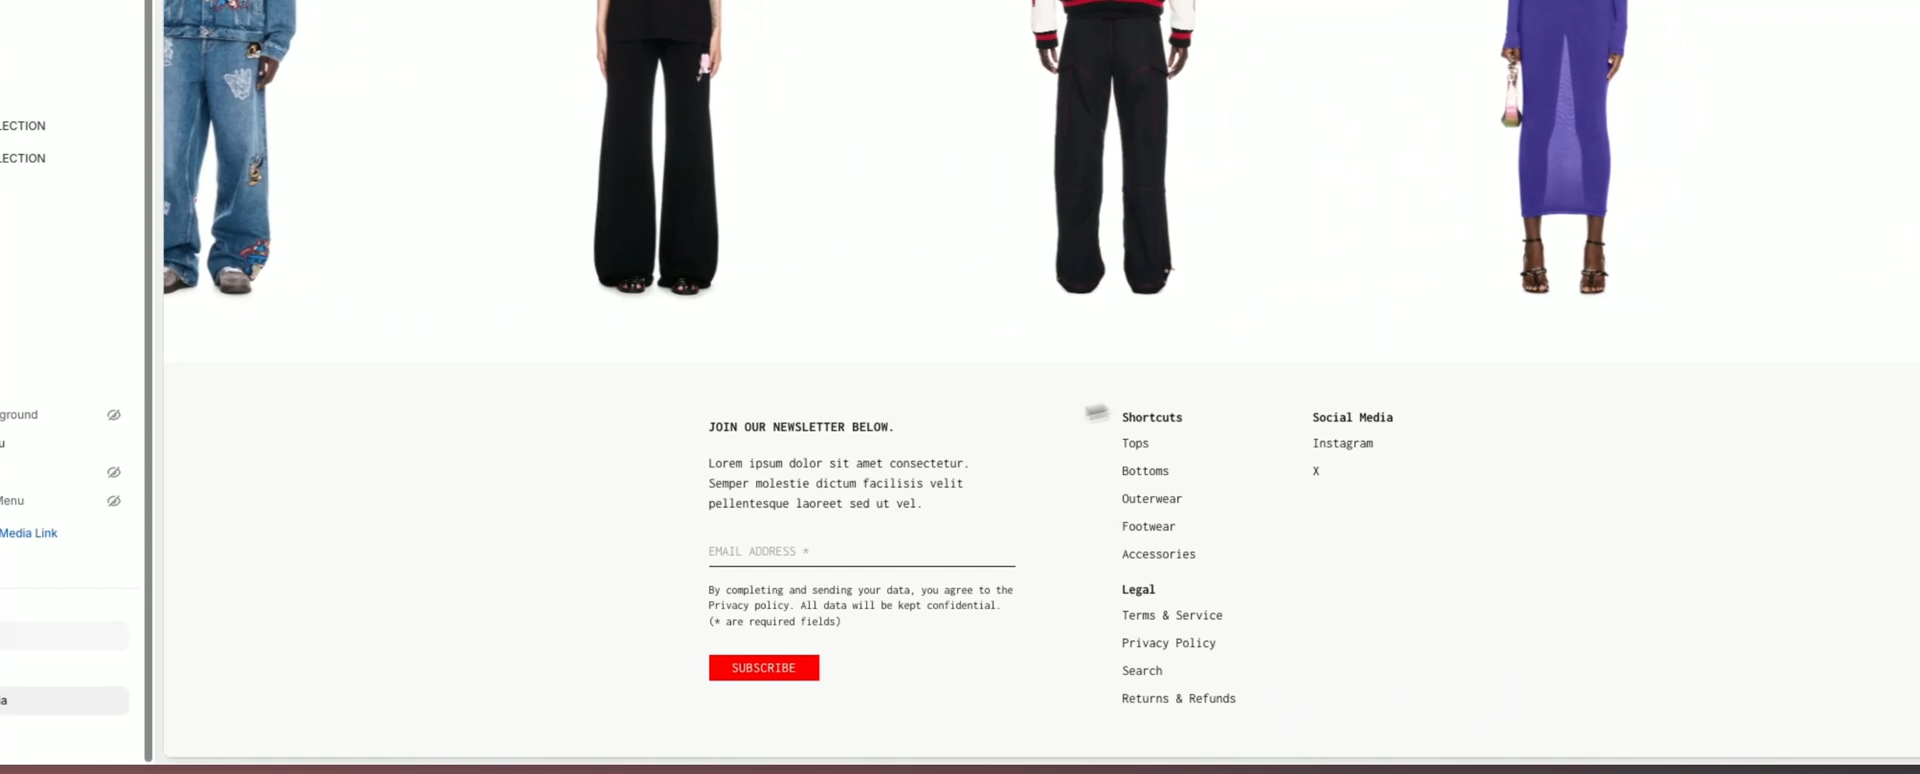 LECTION
LECTION
ground
u
Menu
Media Link
ia
JOIN OUR NEWSLETTER BELOW.
Lorem ipsum dolor sit amet consectetur.
Semper molestie dictum facilisis velit
pellentesque laoreet sed ut vel.
EMAIL ADDRESS *
By completing and sending your data, you agree to the
Privacy policy. All data will be kept confidential.
(* are required fields)
SUBSCRIBE
Shortcuts
Tops
Bottoms
Outerwear
Footwear
Accessories
Legal
Terms & Service
Privacy Policy
Search
Returns & Refunds
Social Media
Instagram
X